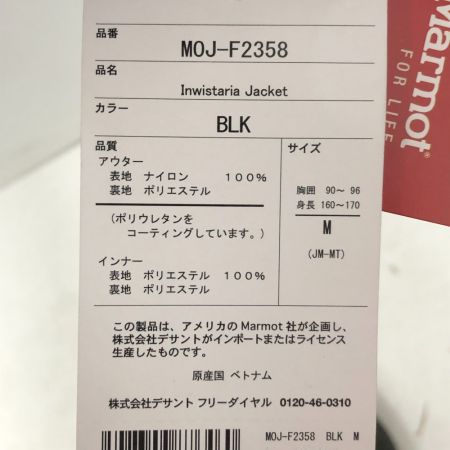 品番
MOJ-F2358
品名
Inwistaria Jacket
カラー
BLK
品質
アウター
表地 ナイロン 100%
裏地 ポリエステル
(ポリウレタンを
コーティングしています。)
インナー
表地 ポリエステル 100%
裏地 ポリエステル
サイズ
胸囲 90~ 96
身長 160~170
M
(JM-MT)
この製品は、アメリカのMarmot社が企画し、
株式会社デサントがインポートまたはライセンス
生産したものです。
原産国 ベトナム
株式会社デサント フリーダイヤル 0120-46-0310
MOJ-F2358 BLK M
Marmot®
FOR LIFE